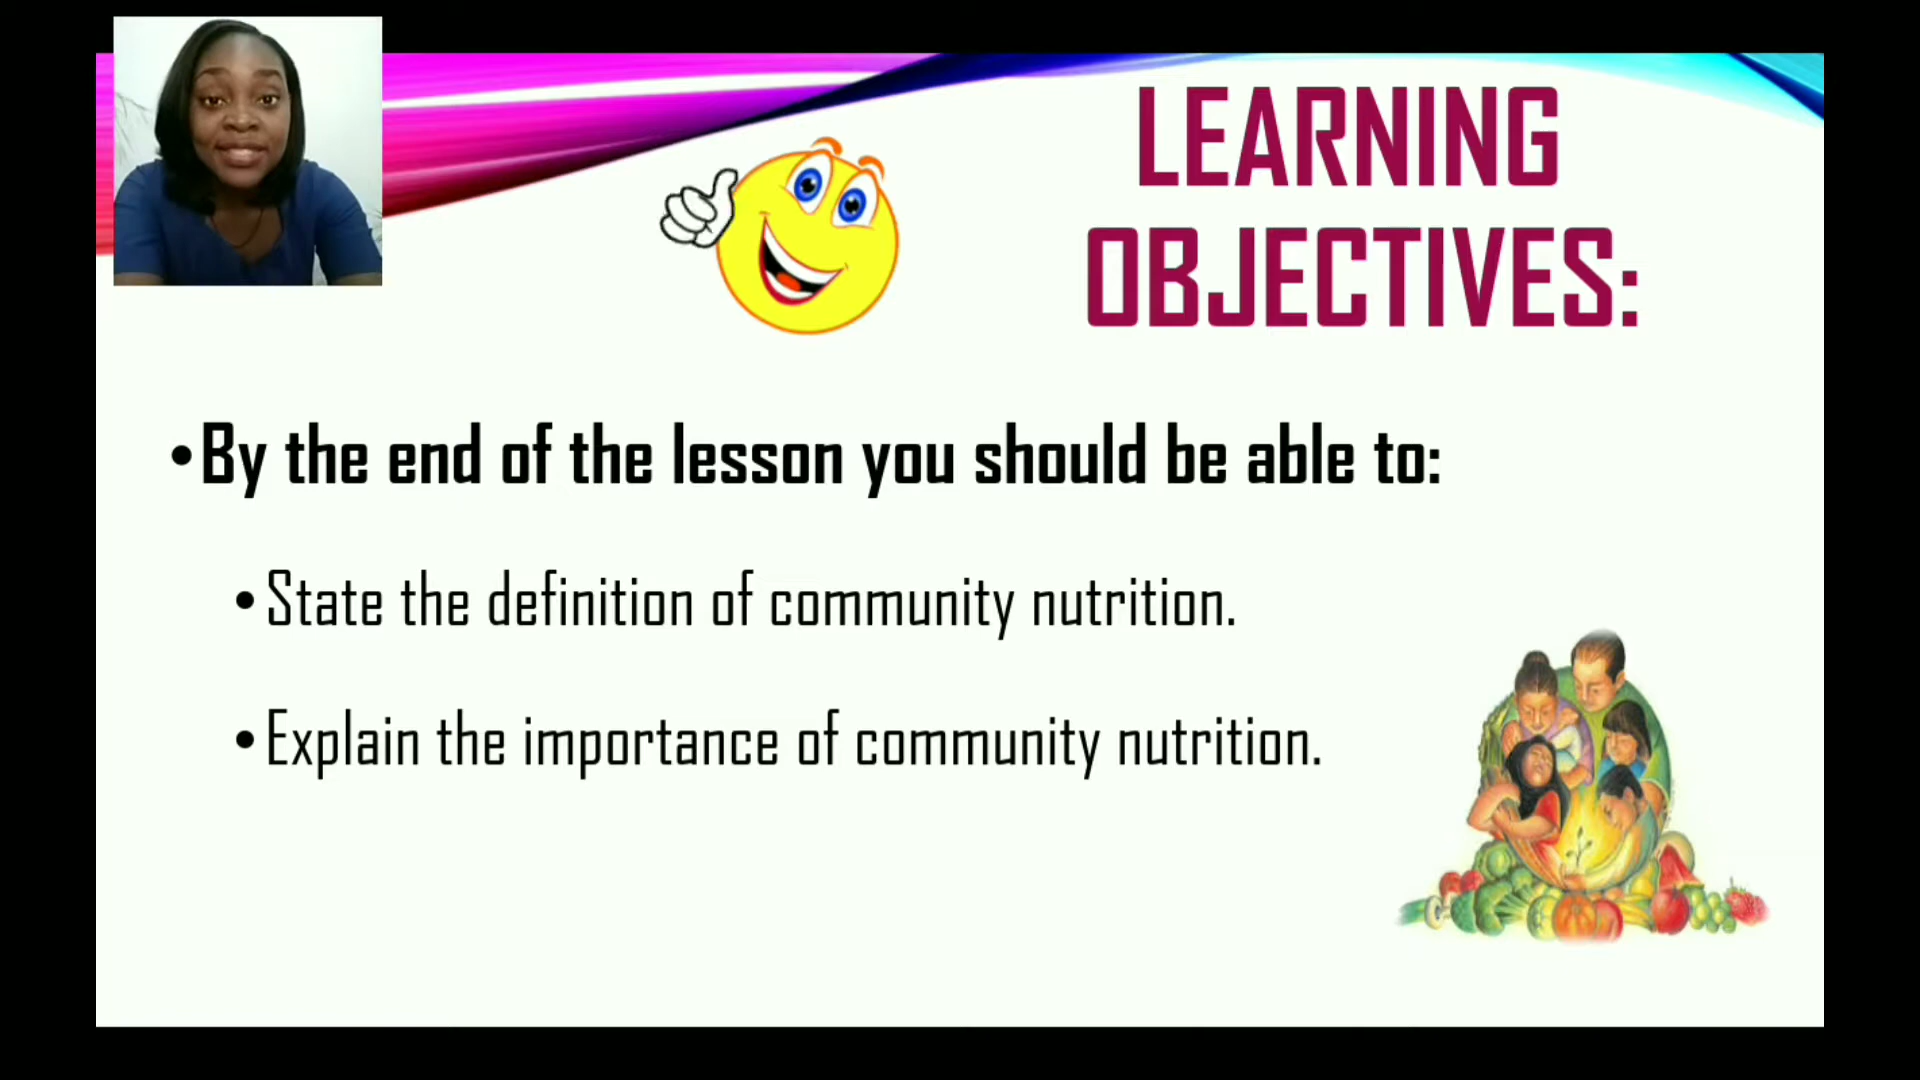 LEARNING
OBJECTIVES:
•By the end of the lesson you should be able to:
•State the definition of community nutrition.
•Explain the importance of community nutrition.